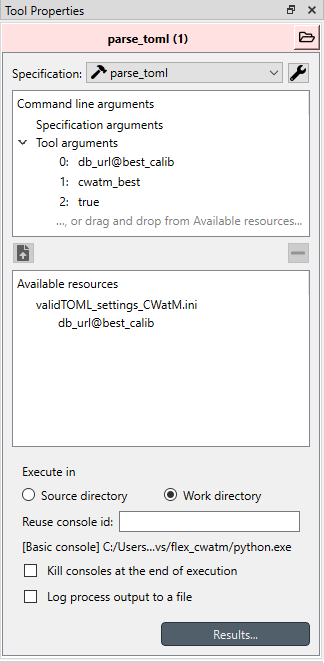 Tool Properties
parse_toml (1)
Specification: parse_toml
Command line arguments
Specification arguments
Tool arguments
0: db_url@best_calib
1: cwatm_best
2: true
..., or drag and drop from Available resources...
Available resources
validTOML_settings_CWatM.ini
db_url@best_calib
Execute in
Source directory Work directory
Reuse console id:
[Basic console] C:/Users...vs/flex_cwatm/python.exe
Kill consoles at the end of execution
Log process output to a file
Results...